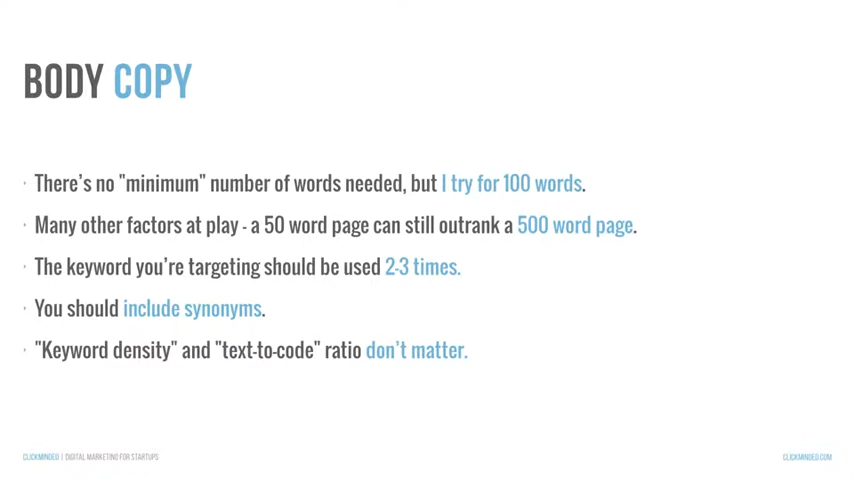 BODY COPY
· There's no "minimum" number of words needed, but I try for 100 words.
· Many other factors at play - a 50 word page can still outrank a 500 word page.
· The keyword you're targeting should be used 2-3 times.
· You should include synonyms.
· "Keyword density" and "text-to-code" ratio don't matter.
CLICKMINDED | DIGITAL MARKETING FOR STARTUPS CLICKMINDED.COM